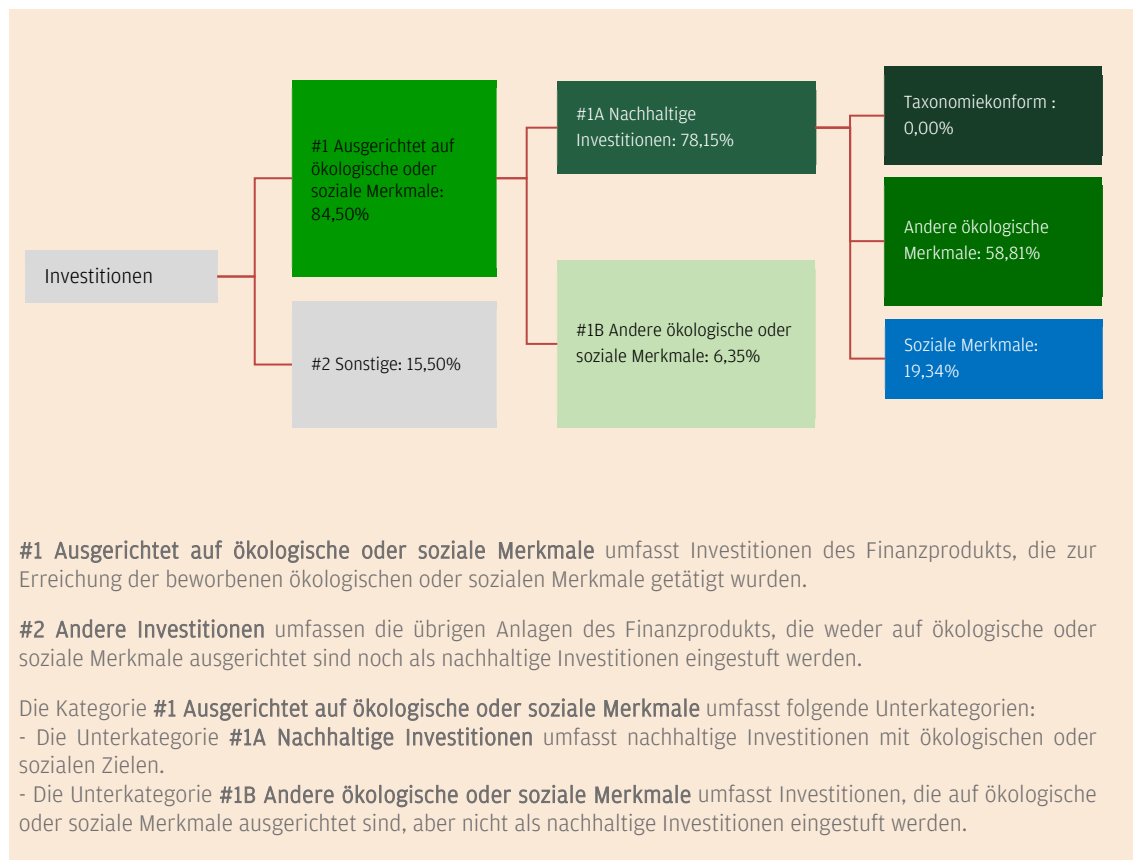 #1 Ausgerichtet auf
ökologische oder
soziale Merkmale:
84,50%
#1A Nachhaltige
Investitionen: 78,15%
Taxonomiekonform :
0,00%
Andere ökologische
Merkmale: 58,81%
Investitionen
#2 Sonstige: 15,50%
#1B Andere ökologische oder
soziale Merkmale: 6,35%
Soziale Merkmale:
19,34%
#1 Ausgerichtet auf ökologische oder soziale Merkmale umfasst Investitionen des Finanzprodukts, die zur
Erreichung der beworbenen ökologischen oder sozialen Merkmale getätigt wurden.
#2 Andere Investitionen umfassen die übrigen Anlagen des Finanzprodukts, die weder auf ökologische oder
soziale Merkmale ausgerichtet sind noch als nachhaltige Investitionen eingestuft werden.
Die Kategorie #1 Ausgerichtet auf ökologische oder soziale Merkmale umfasst folgende Unterkategorien:
- Die Unterkategorie #1A Nachhaltige Investitionen umfasst nachhaltige Investitionen mit ökologischen oder
sozialen Zielen.
- Die Unterkategorie #1B Andere ökologische oder soziale Merkmale umfasst Investitionen, die auf ökologische
oder soziale Merkmale ausgerichtet sind, aber nicht als nachhaltige Investitionen eingestuft werden.